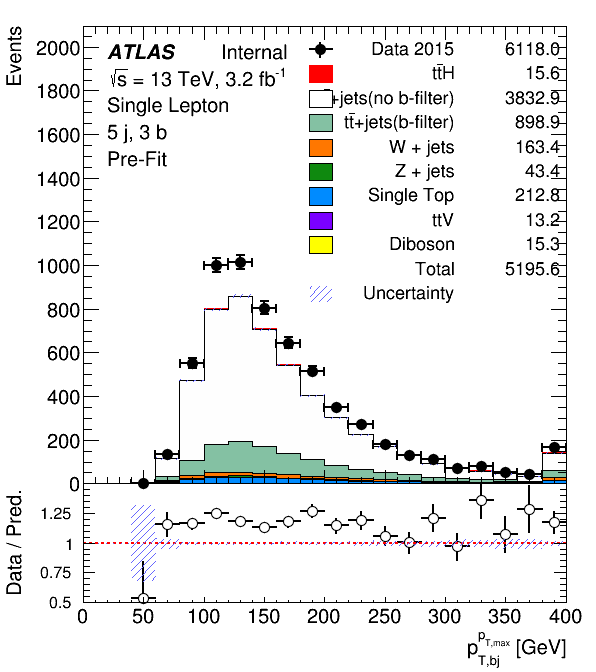 Events
2000
1800
1600
1400
1200
1000
800
600
400
200
0
ATLAS Internal
√s = 13 TeV, 3.2 fb⁻¹
Single Lepton
5 j, 3 b
Pre-Fit
Data 2015 6118.0
tt̄H 15.6
+jets(no b-filter) 3832.9
tt̄+jets(b-filter) 898.9
W + jets 163.4
Z + jets 43.4
Single Top 212.8
ttV 13.2
Diboson 15.3
Total 5195.6
Uncertainty
Data / Pred.
1.25
1
0.75
0.5
0 50 100 150 200 250 300 350 400
p_{T,bj}^{p_{T,max}} [GeV]